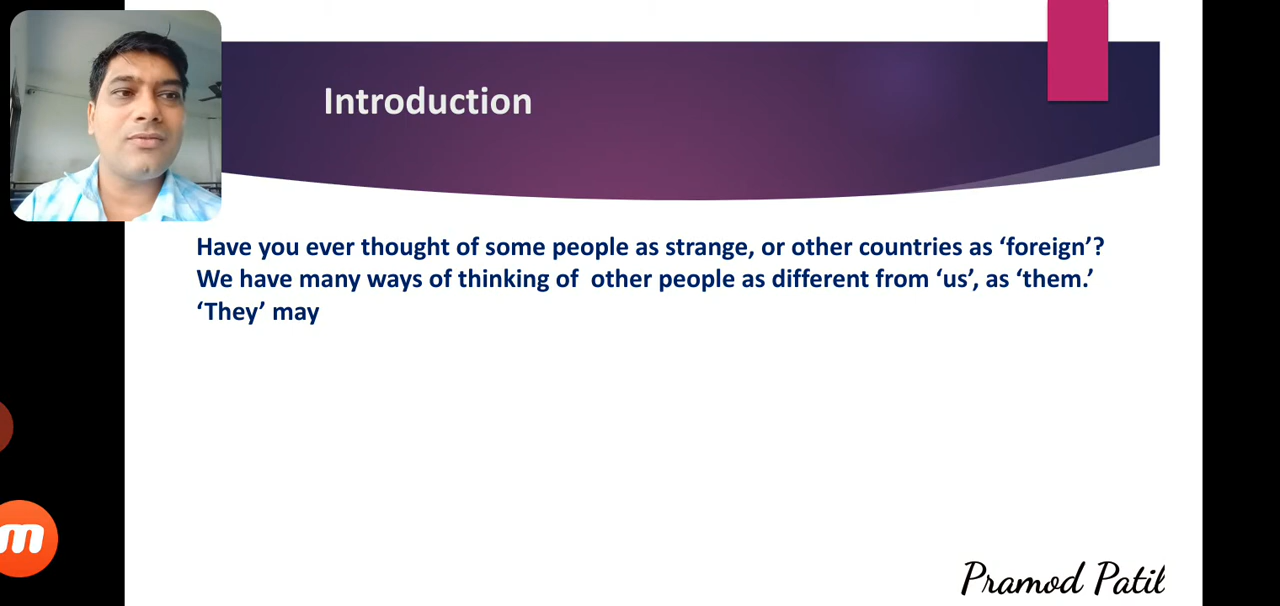 Introduction
Have you ever thought of some people as strange, or other countries as ‘foreign’?
We have many ways of thinking of  other people as different from ‘us’, as ‘them.’
‘They’ may
m
Pramod Patil